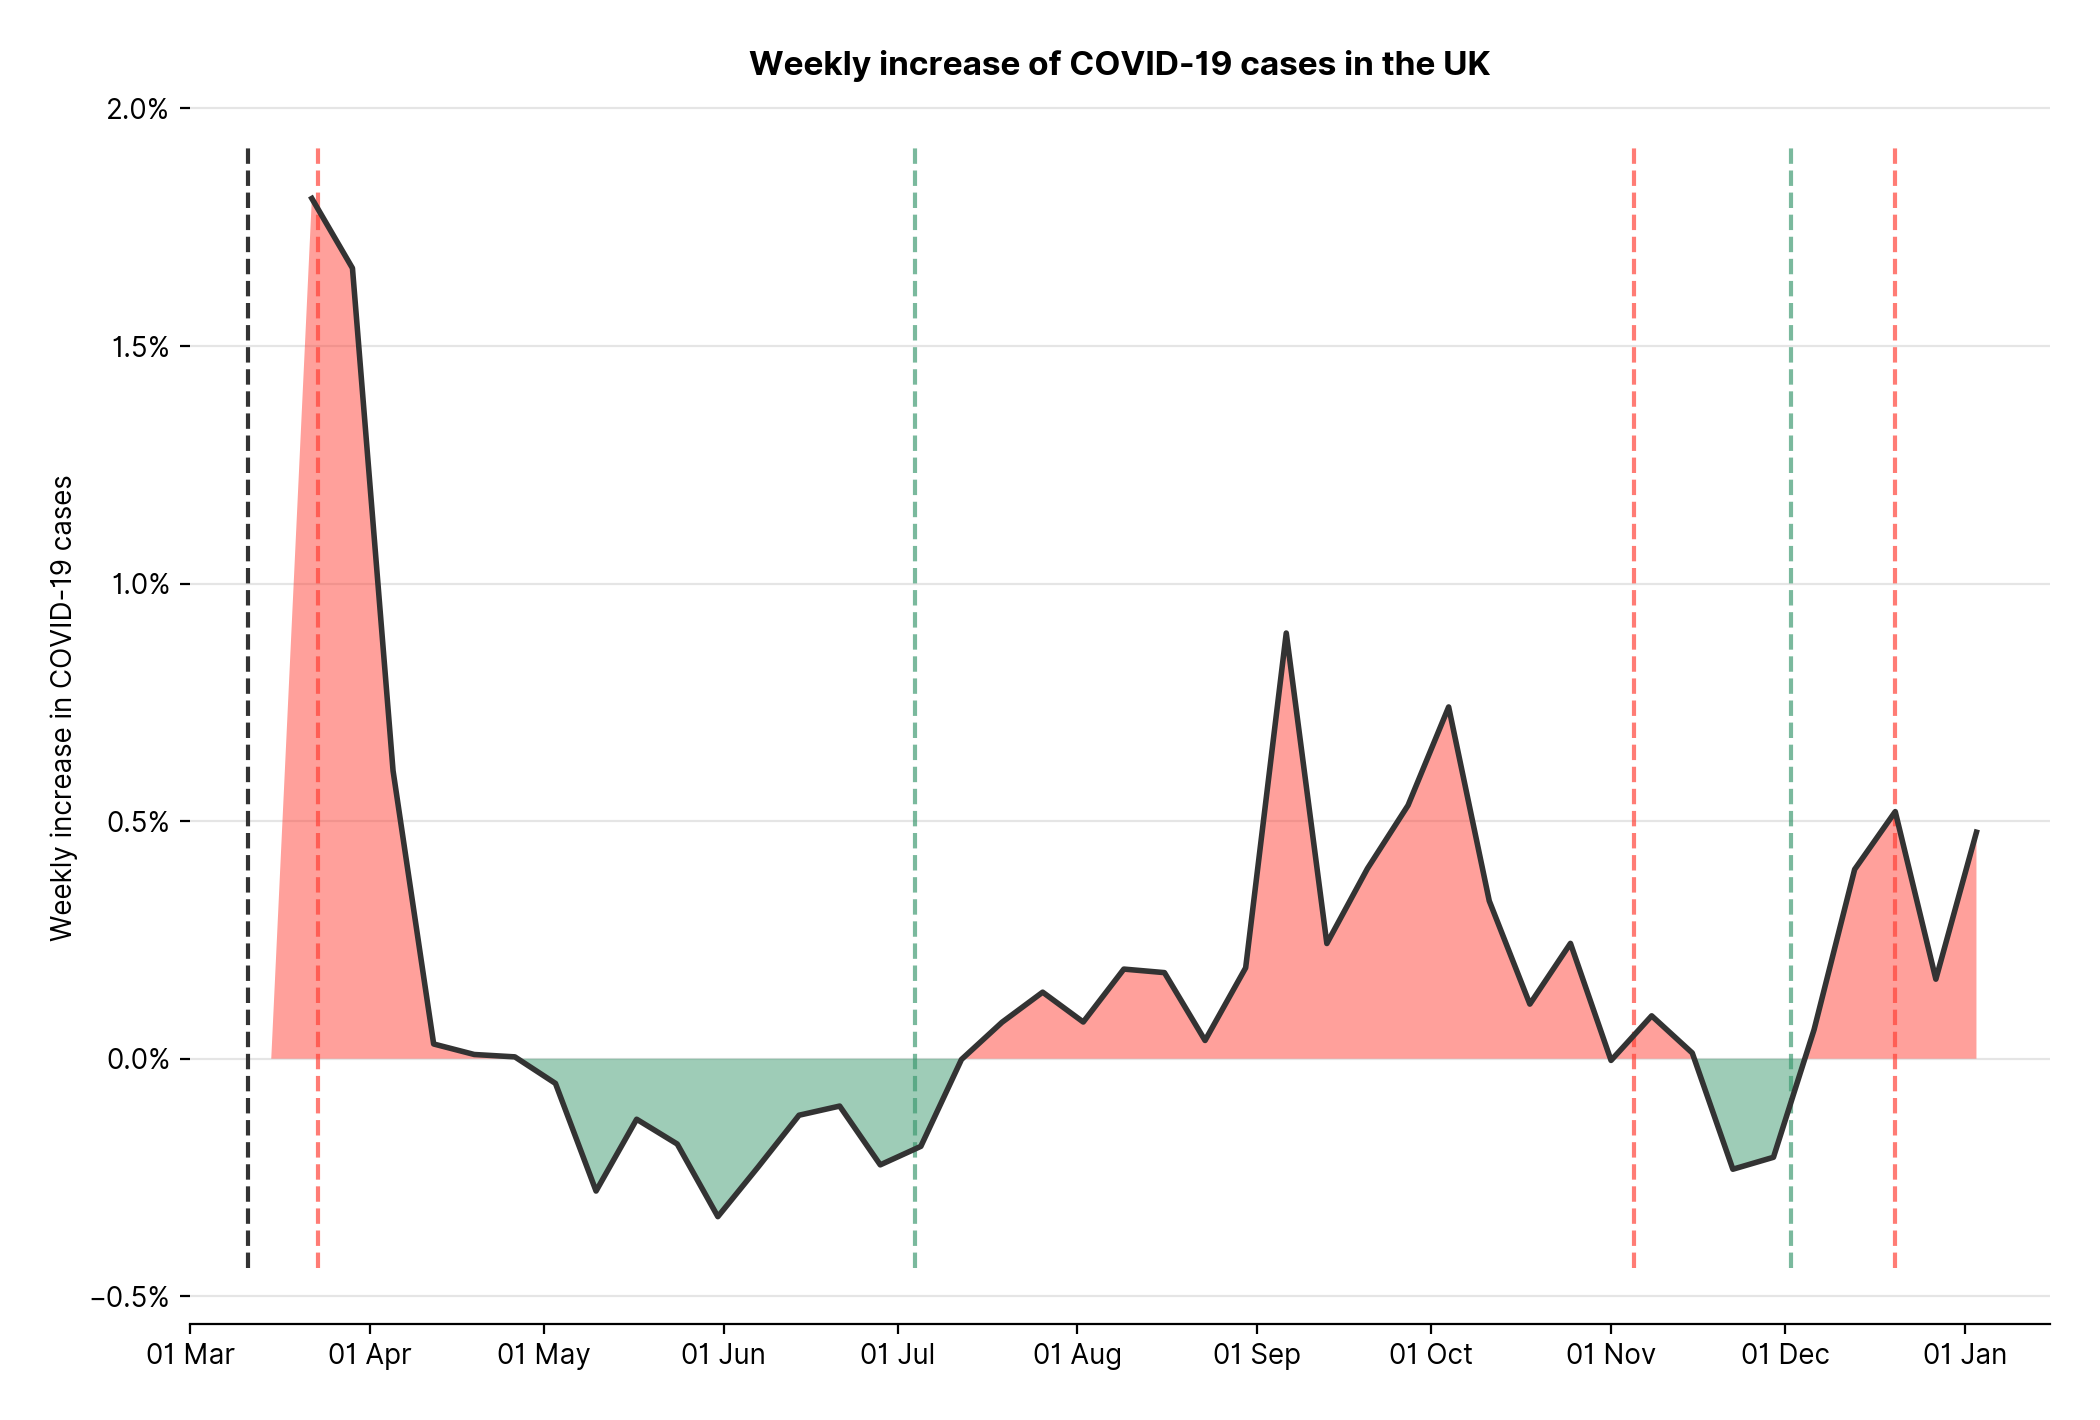 Weekly increase of COVID-19 cases in the UK
2.0%
1.5%
1.0%
0.5%
0.0%
−0.5%
Weekly increase in COVID-19 cases
01 Mar 01 Apr 01 May 01 Jun 01 Jul 01 Aug 01 Sep 01 Oct 01 Nov 01 Dec 01 Jan